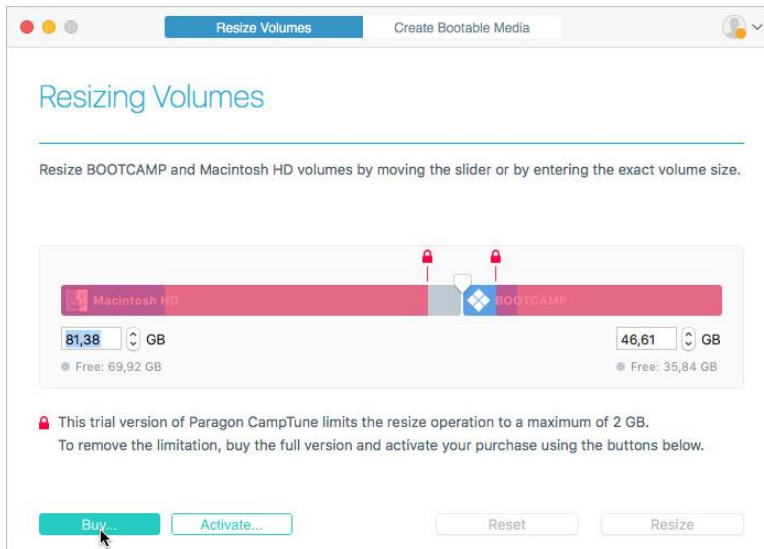 Resize Volumes Create Bootable Media
Resizing Volumes
Resize BOOTCAMP and Macintosh HD volumes by moving the slider or by entering the exact volume size.
Macintosh HD BOOTCAMP
81,38 GB 46,61 GB
Free: 69,92 GB Free: 35,84 GB
This trial version of Paragon CampTune limits the resize operation to a maximum of 2 GB.
To remove the limitation, buy the full version and activate your purchase using the buttons below.
Buy... Activate... Reset Resize